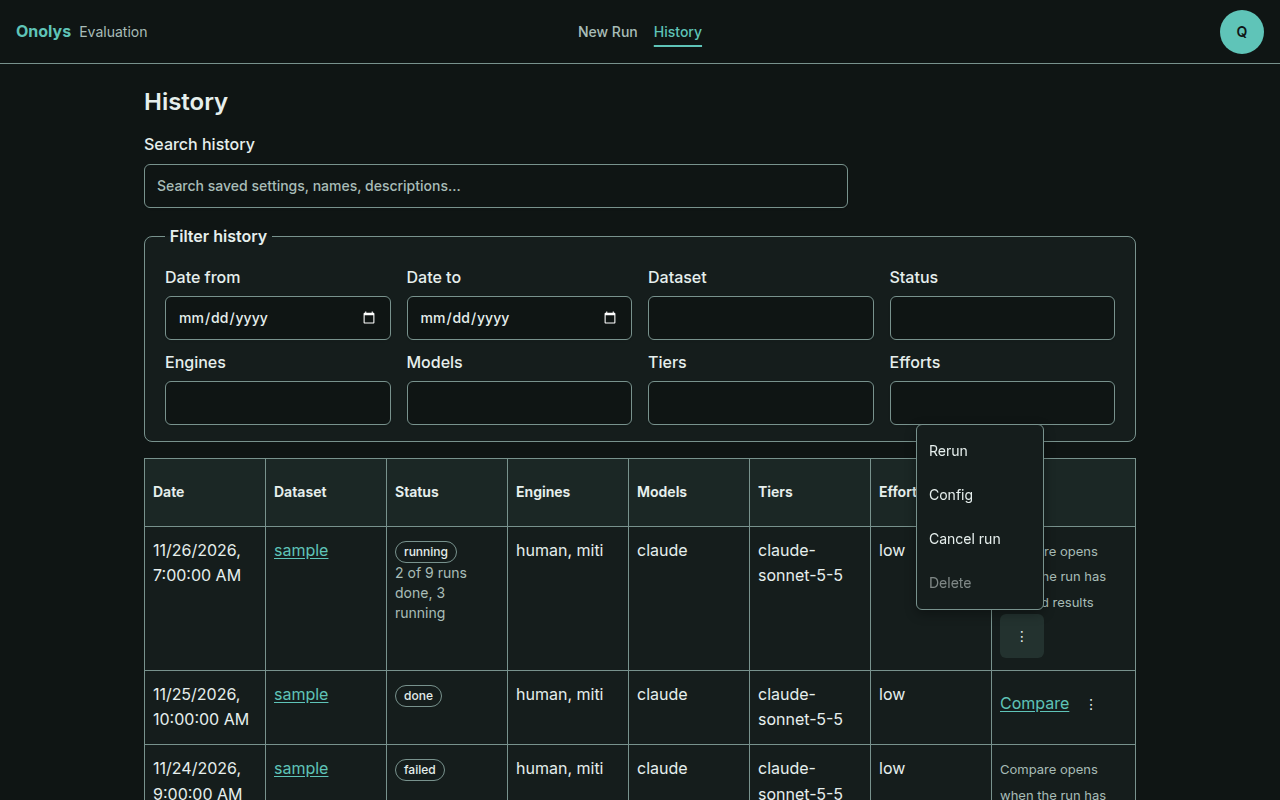 Onolys Evaluation
New Run
History
Q
History
Search history
Search saved settings, names, descriptions...
Filter history
Date from
Date to
Dataset
Status
mm/dd/yyyy
mm/dd/yyyy
Engines
Models
Tiers
Efforts
Rerun
Config
Cancel run
Delete
Date
Dataset
Status
Engines
Models
Tiers
11/26/2026,
7:00:00 AM
sample
running
2 of 9 runs
done, 3
running
human, miti
claude
claude-
sonnet-5-5
low
opens
run has
results
⋮
11/25/2026,
10:00:00 AM
sample
done
human, miti
claude
claude-
sonnet-5-5
low
Compare
⋮
11/24/2026,
9:00:00 AM
sample
failed
human, miti
claude
claude-
sonnet-5-5
low
Compare opens
when the run has